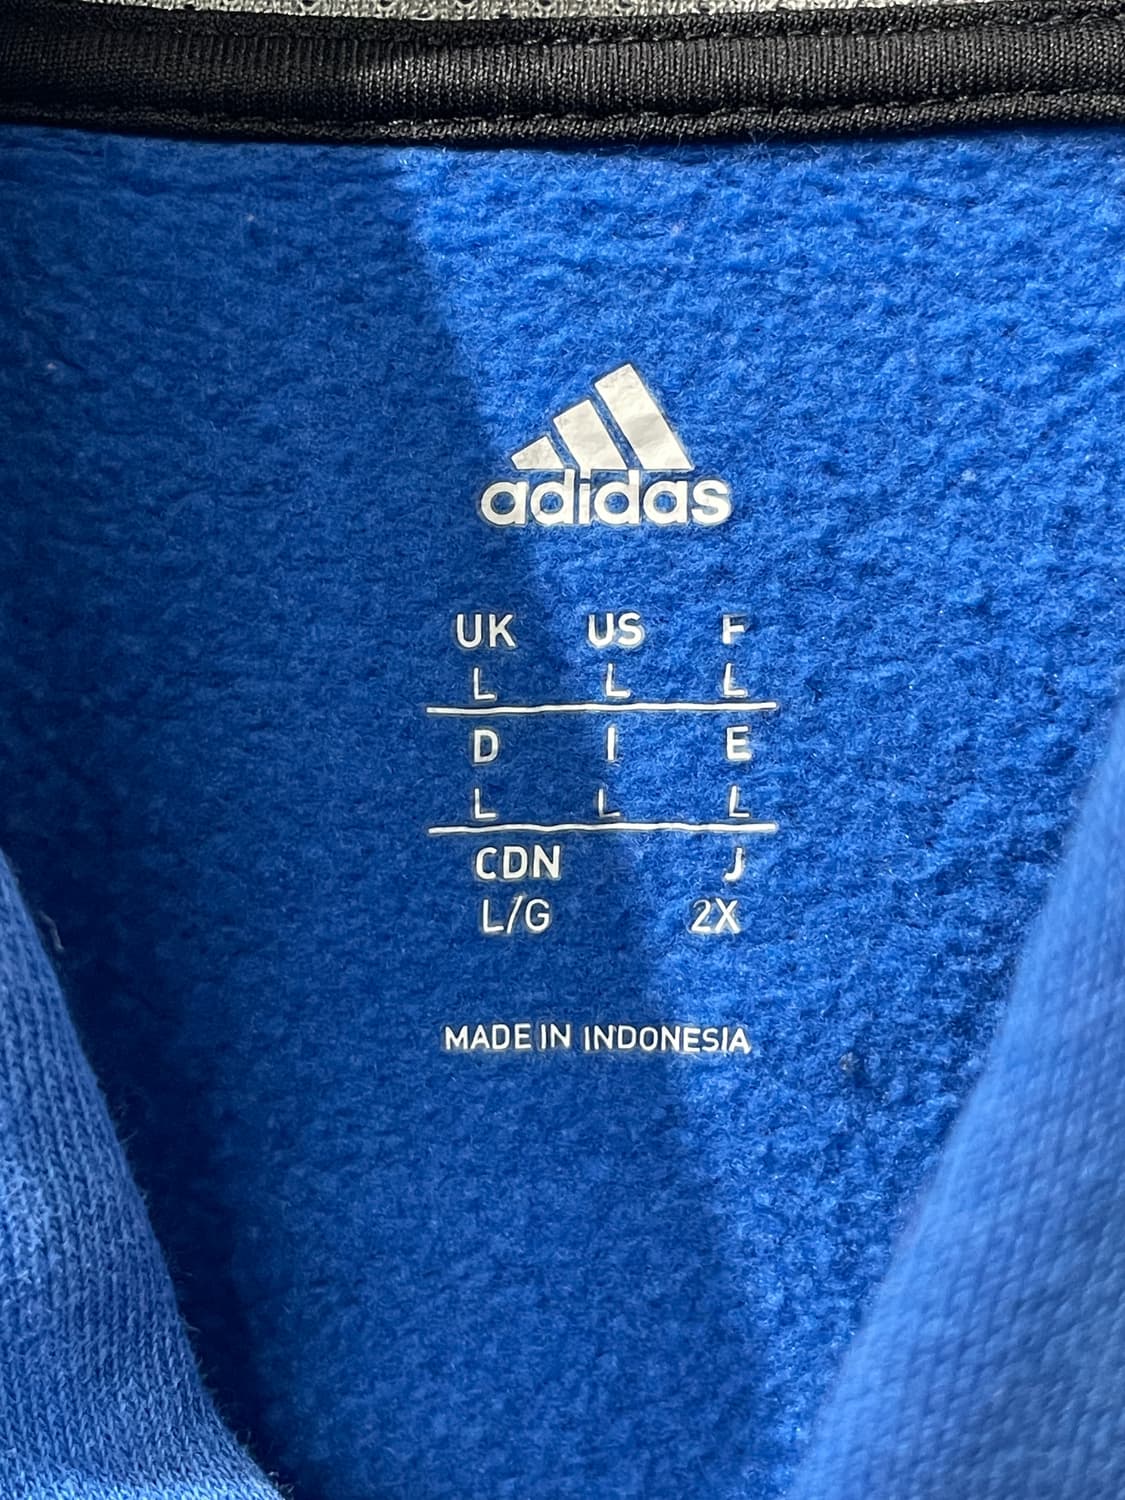 adidas
UK US F
L L L
D I E
L L L
CDN J
L/G 2X
MADE IN INDONESIA